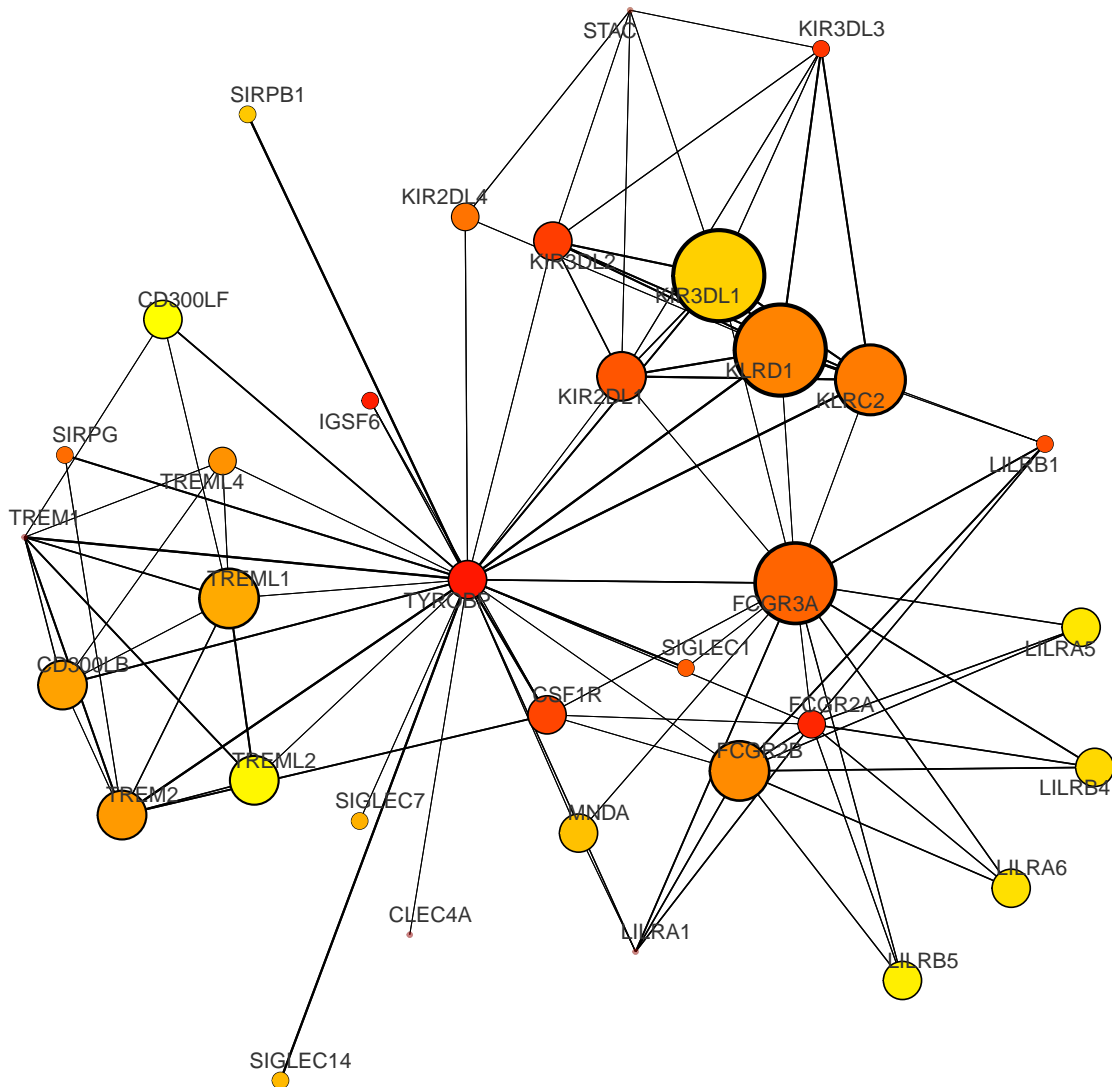 STAC
KIR3DL3
SIRPB1
KIR2DL4
KIR3DL2
KIR3DL1
CD300LF
KLRD1
KIR2DL1
KLRC2
IGSF6
SIRPG
TREML4
LILRB1
TREM1
TREML1
TYROBP
FCGR3A
SIGLEC1
LILRA5
CD300LB
CSF1R
FCGR2A
FCGR2B
TREML2
TREM2
LILRB4
SIGLEC7
MNDA
LILRA6
CLEC4A
LILRA1
LILRB5
SIGLEC14